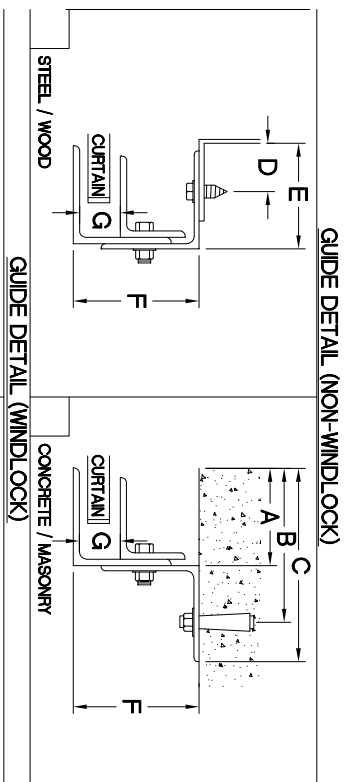 GUIDE DETAIL (NON-WINDLOCK)
E
D
CURTAIN
G
F
STEEL / WOOD
C
B
A
CURTAIN
G
F
CONCRETE / MASONRY
GUIDE DETAIL (WINDLOCK)